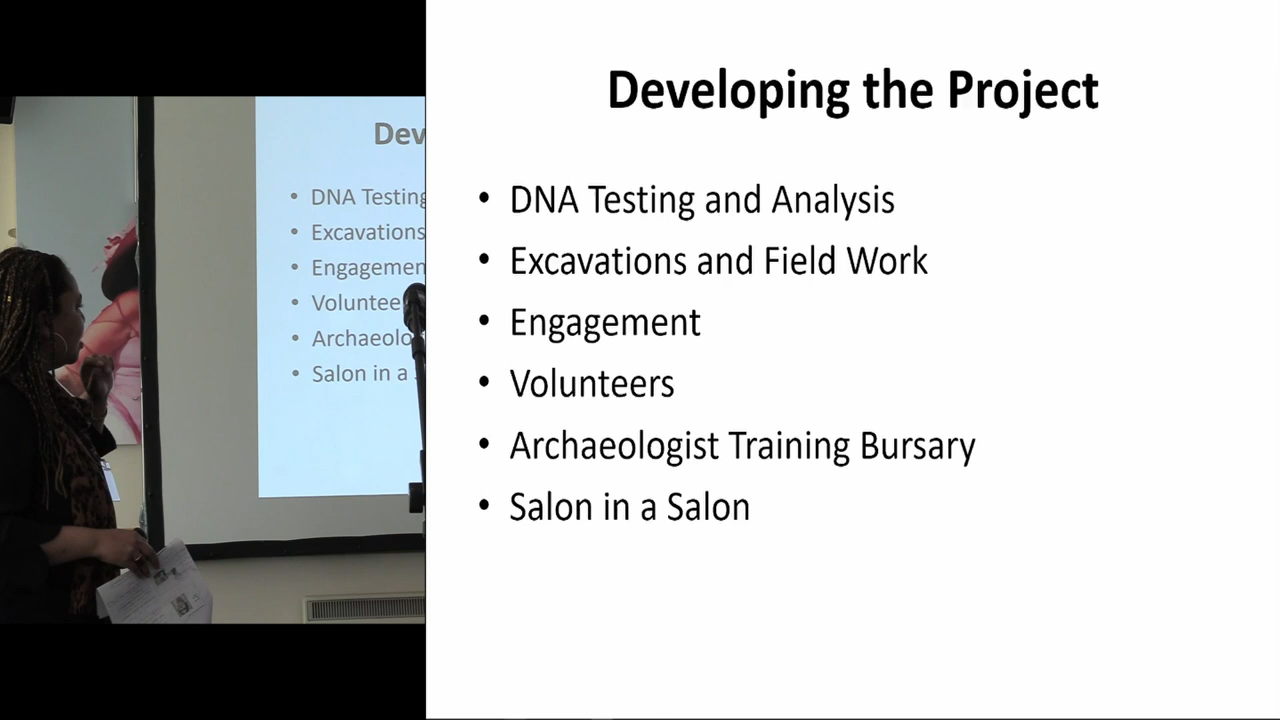 Developing the Project
• DNA Testing and Analysis
• Excavations and Field Work
• Engagement
• Volunteers
• Archaeologist Training Bursary
• Salon in a Salon
Dev
• DNA Testing
• Excavations
• Engagemen
• Voluntee
• Archaeolo
• Salon in a